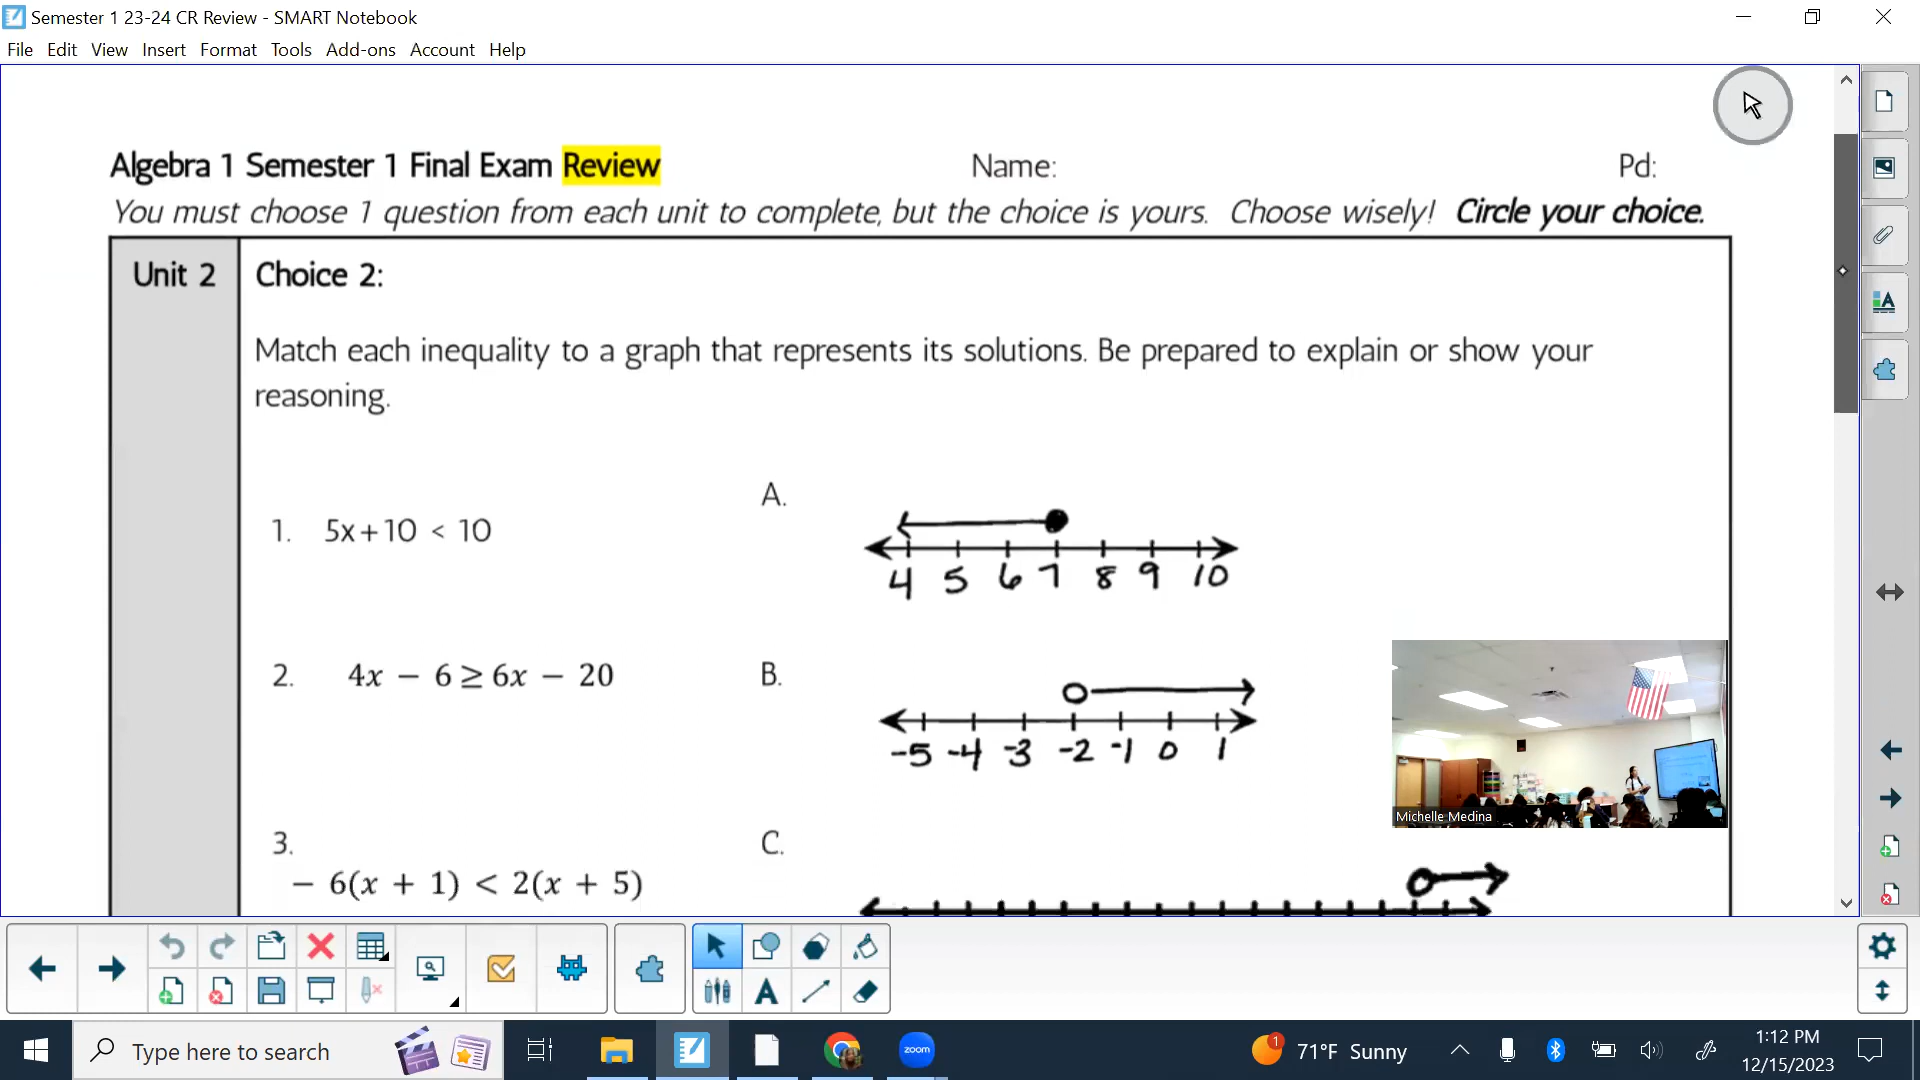 Semester 1 23-24 CR Review - SMART Notebook
File Edit View Insert Format Tools Add-ons Account Help
Algebra 1 Semester 1 Final Exam Review Name: Pd:
You must choose 1 question from each unit to complete, but the choice is yours. Choose wisely! Circle your choice.
Unit 2 Choice 2:
Match each inequality to a graph that represents its solutions. Be prepared to explain or show your
reasoning.
A.
1. 5x+10 < 10
4 5 6 7 8 9 10
2. 4x − 6 ≥ 6x − 20 B.
-5 -4 -3 -2 -1 0 1
3. C.
− 6(x + 1) < 2(x + 5)
Michelle Medina
Type here to search
zoom
1
71°F Sunny
1:12 PM
12/15/2023